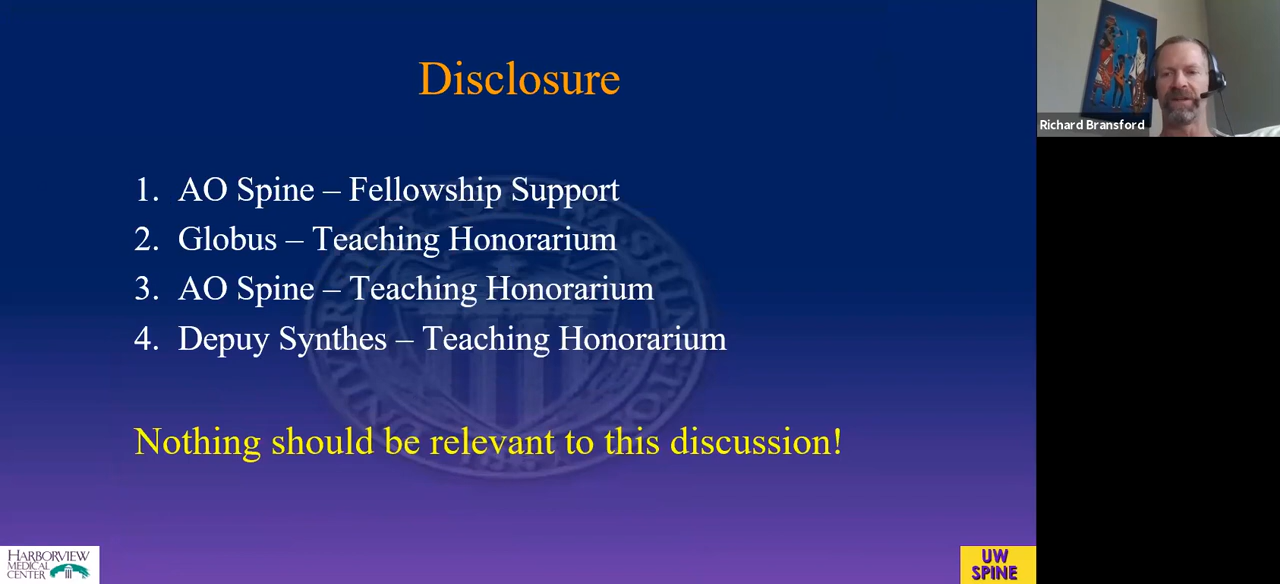 Disclosure
1. AO Spine – Fellowship Support
2. Globus – Teaching Honorarium
3. AO Spine – Teaching Honorarium
4. Depuy Synthes – Teaching Honorarium
Nothing should be relevant to this discussion!
HARBORVIEW
MEDICAL
CENTER
UW
SPINE
Richard Bransford